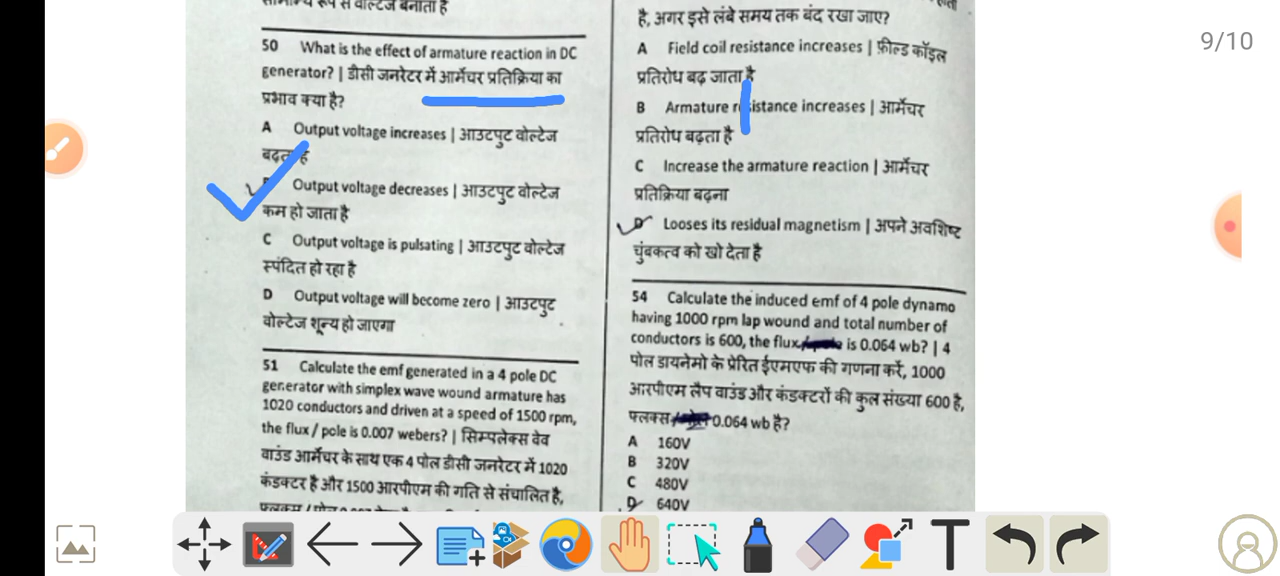 50 What is the effect of armature reaction in DC
generator? | डीसी जनरेटर में आर्मेचर प्रतिक्रिया का
प्रभाव क्या है?
A Output voltage increases | आउटपुट वोल्टेज
बढ़ता है
Output voltage decreases | आउटपुट वोल्टेज
कम हो जाता है
C Output voltage is pulsating | आउटपुट वोल्टेज
स्पंदित हो रहा है
D Output voltage will become zero | आउटपुट
वोल्टेज शून्य हो जाएगा
51 Calculate the emf generated in a 4 pole DC
generator with simplex wave wound armature has
1020 conductors and driven at a speed of 1500 rpm,
the flux / pole is 0.007 webers? | सिम्पलेक्स वेव
वाउंड आर्मेचर के साथ एक 4 पोल डीसी जनरेटर में 1020
कंडक्टर है और 1500 आरपीएम की गति से संचालित है,
है, अगर इसे लंबे समय तक बंद रखा जाए?
A Field coil resistance increases | फ़ील्ड कॉइल
प्रतिरोध बढ़ जाता है
B Armature resistance increases | आर्मेचर
प्रतिरोध बढ़ता है
C Increase the armature reaction | आर्मेचर
प्रतिक्रिया बढ़ना
D Looses its residual magnetism | अपने अवशिष्ट
चुंबकत्व को खो देता है
54 Calculate the induced emf of 4 pole dynamo
having 1000 rpm lap wound and total number of
conductors is 600, the flux is 0.064 wb? | 4
पोल डायनेमो के प्रेरित ईएमएफ की गणना करें, 1000
आरपीएम लैप वाउंड और कंडक्टरों की कुल संख्या 600 है,
फ्लक्स 0.064 wb है?
A 160V
B 320V
C 480V
D 640V
9/10
T